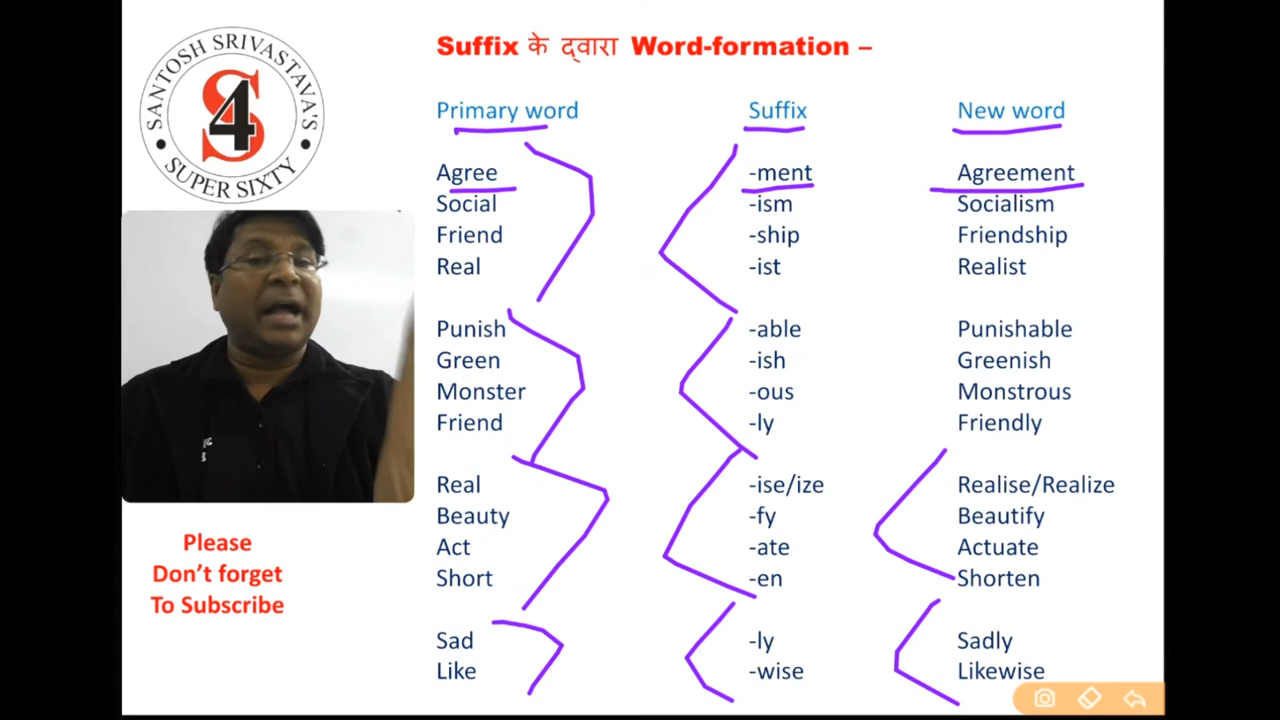 Suffix के द्वारा Word-formation –
SANTOSH SRIVASTAVA'S
S4
SUPER SIXTY
Primary word Suffix New word
Agree -ment Agreement
Social -ism Socialism
Friend -ship Friendship
Real -ist Realist
Punish -able Punishable
Green -ish Greenish
Monster -ous Monstrous
Friend -ly Friendly
Real -ise/ize Realise/Realize
Beauty -fy Beautify
Act -ate Actuate
Short -en Shorten
Sad -ly Sadly
Like -wise Likewise
Please
Don't forget
To Subscribe